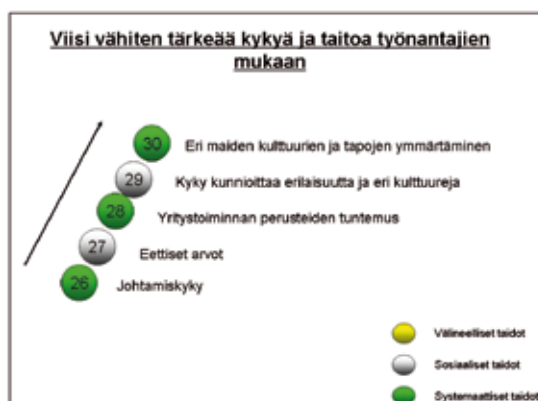 Viisi vähiten tärkeää kykyä ja taitoa työnantajien
mukaan
30 Eri maiden kulttuurien ja tapojen ymmärtäminen
29 Kyky kunnioittaa erilaisuutta ja eri kulttuureja
28 Yritystoiminnan perusteiden tuntemus
27 Eettiset arvot
26 Johtamiskyky
Välineelliset taidot
Sosiaaliset taidot
Systemaattiset taidot